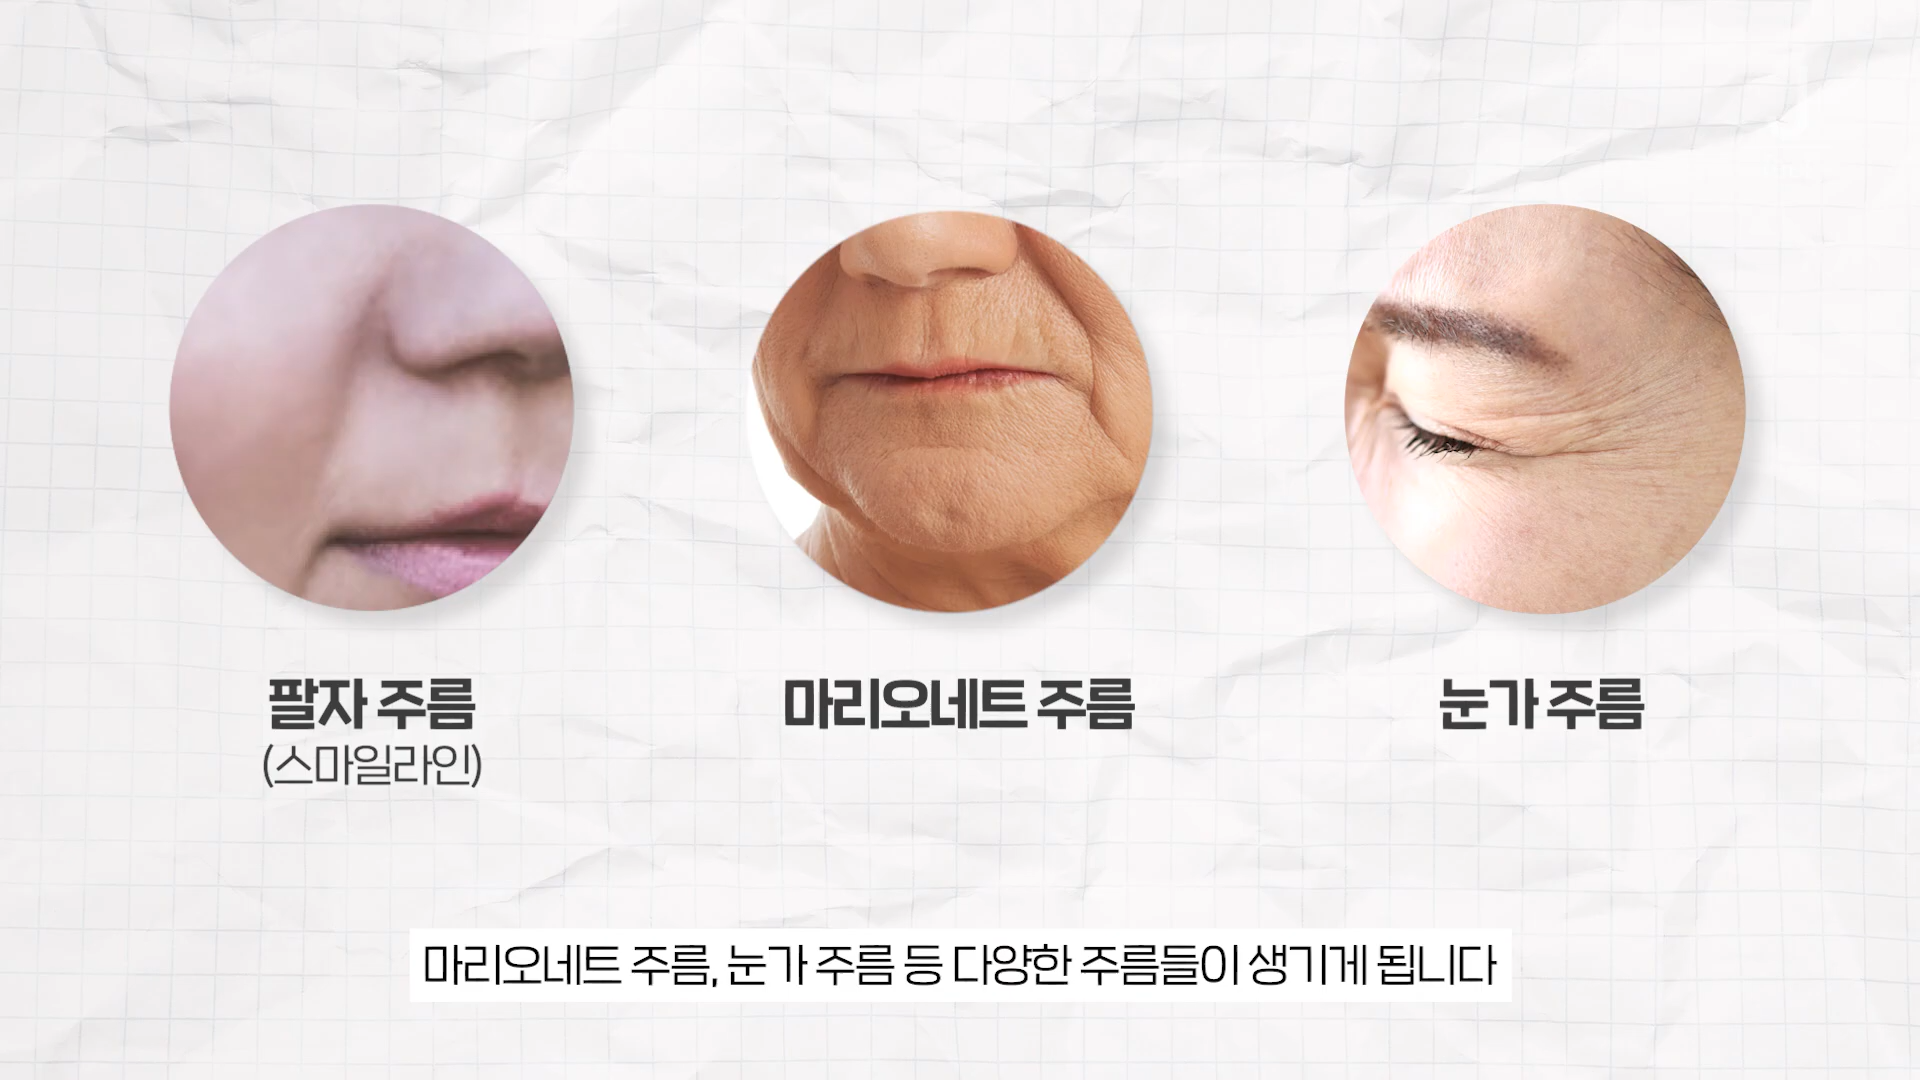 팔자 주름
(스마일라인)
마리오네트 주름
눈가 주름
마리오네트 주름, 눈가 주름 등 다양한 주름들이 생기게 됩니다